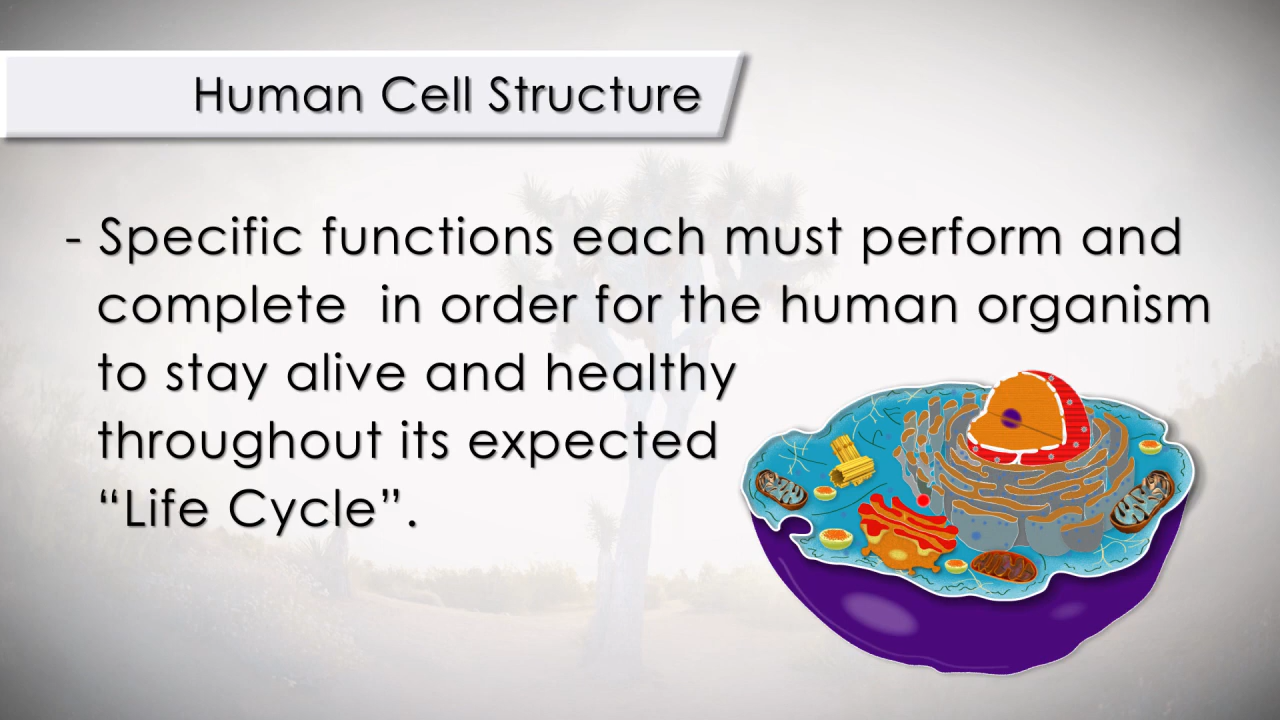 Human Cell Structure
- Specific functions each must perform and
complete  in order for the human organism
to stay alive and healthy
throughout its expected
“Life Cycle”.